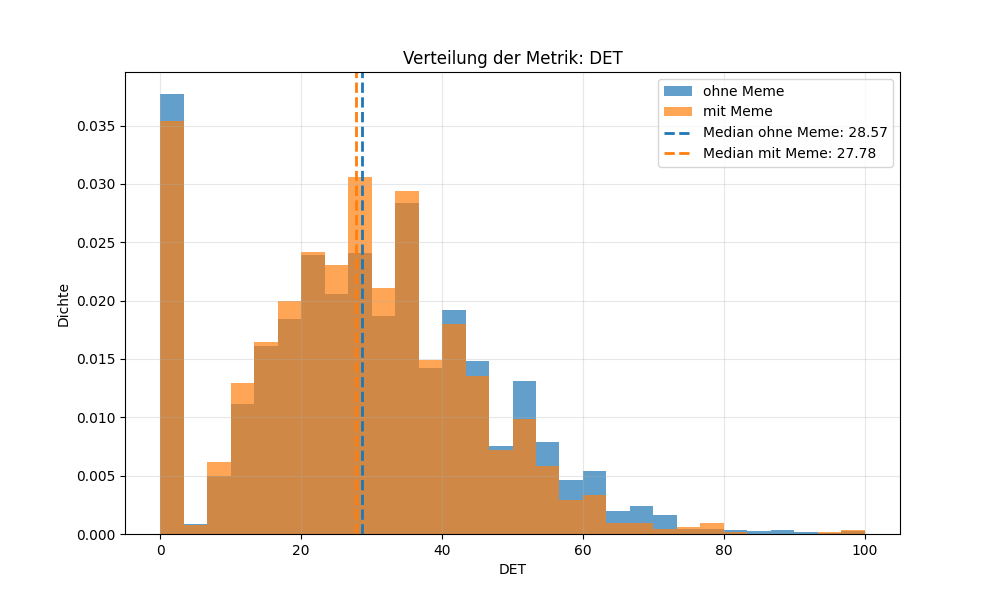 Verteilung der Metrik: DET
ohne Meme
mit Meme
Median ohne Meme: 28.57
Median mit Meme: 27.78
Dichte
0.035
0.030
0.025
0.020
0.015
0.010
0.005
0.000
0 20 40 60 80 100
DET